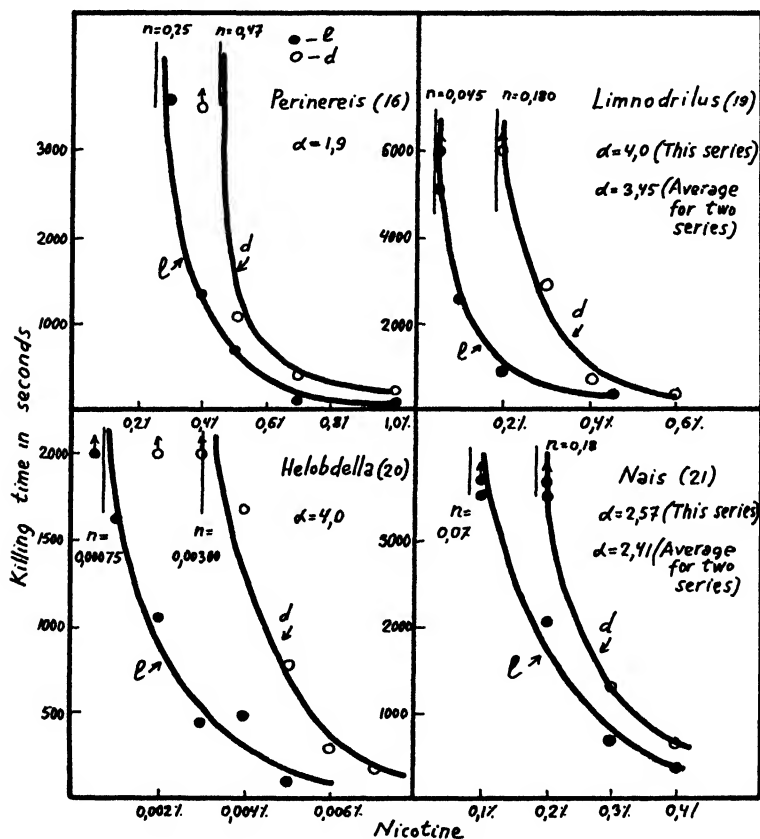 n=0,25 n=0,47
●-l
○-d
Perinereis (16)
α=1,9
l d
3000
2000
1000
0,2% 0,4% 0,6% 0,8% 1,0%
n=0,045 n=0,180
Limnodrilus (19)
α=4,0 (This series)
α=3,45 (Average
for two
series)
l d
6000
4000
2000
0,2% 0,4% 0,6%
Killing time in seconds
Helobdella (20)
α=4,0
n=
0,00075
n=
0,00300
l d
2,000
1500
1000
500
0,002% 0,004% 0,006%
n=0,18
Nais (21)
n=
0,07
α=2,57 (This series)
α=2,41 (Average
for two
series)
l d
3000
2000
1000
0,1% 0,2% 0,3% 0,4%
Nicotine